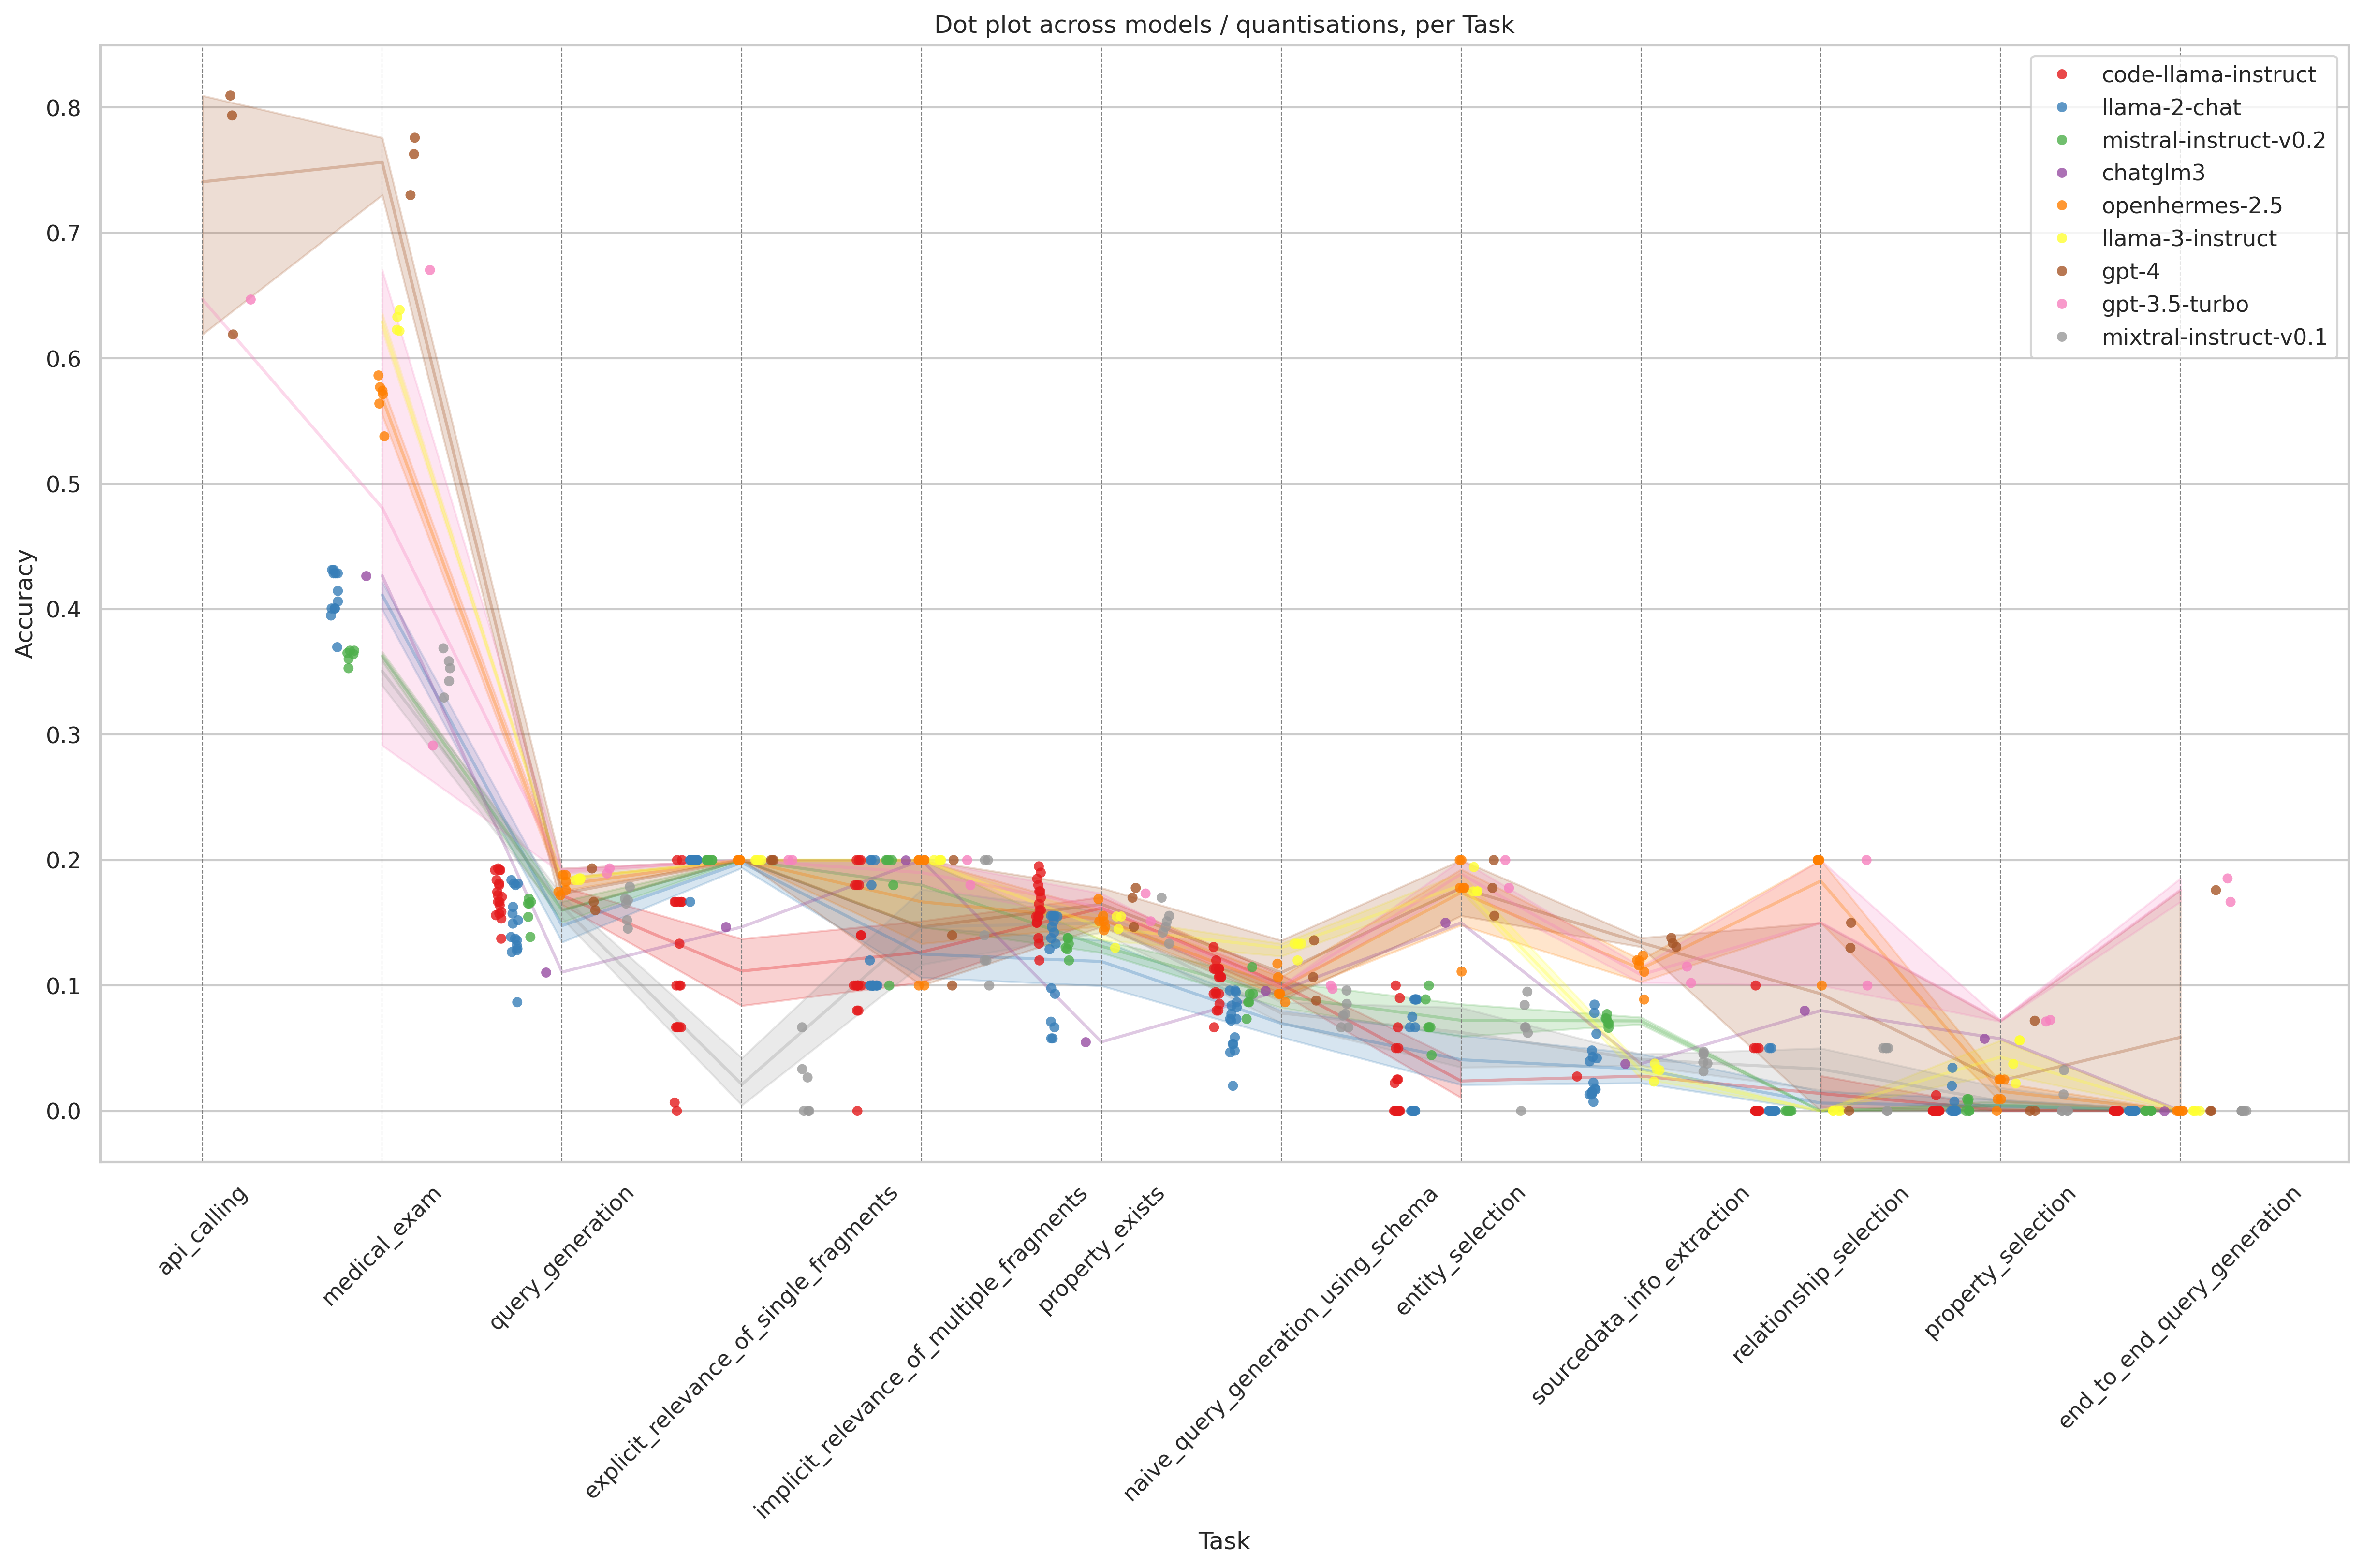 Dot plot across models / quantisations, per Task
code-llama-instruct
llama-2-chat
mistral-instruct-v0.2
chatglm3
openhermes-2.5
llama-3-instruct
gpt-4
gpt-3.5-turbo
mixtral-instruct-v0.1
Accuracy
0.8
0.7
0.6
0.5
0.4
0.3
0.2
0.1
0.0
api_calling
medical_exam
query_generation
explicit_relevance_of_single_fragments
implicit_relevance_of_multiple_fragments
property_exists
naive_query_generation_using_schema
entity_selection
sourcedata_info_extraction
relationship_selection
property_selection
end_to_end_query_generation
Task